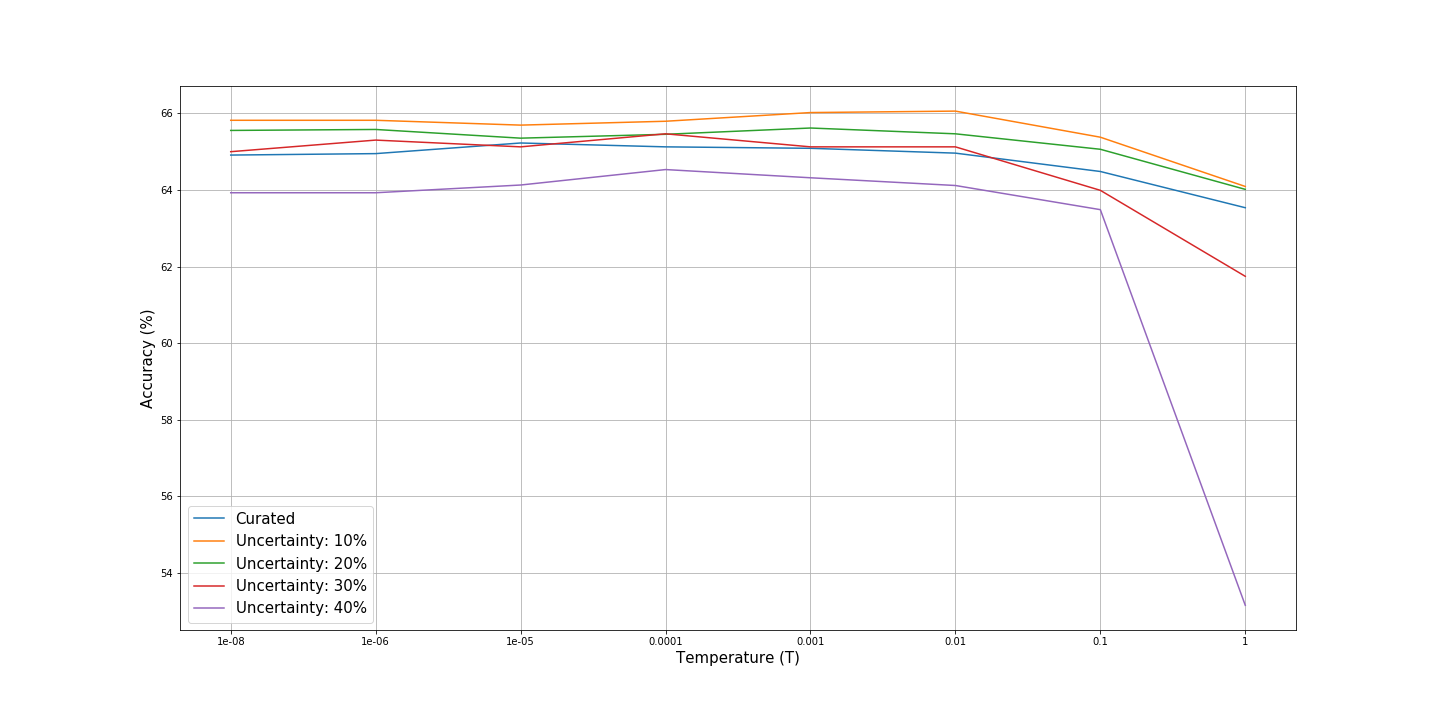 66
64
62
60
58
56
54
Accuracy (%)
Curated
Uncertainty: 10%
Uncertainty: 20%
Uncertainty: 30%
Uncertainty: 40%
1e-08 1e-06 1e-05 0.0001 0.001 0.01 0.1 1
Temperature (T)